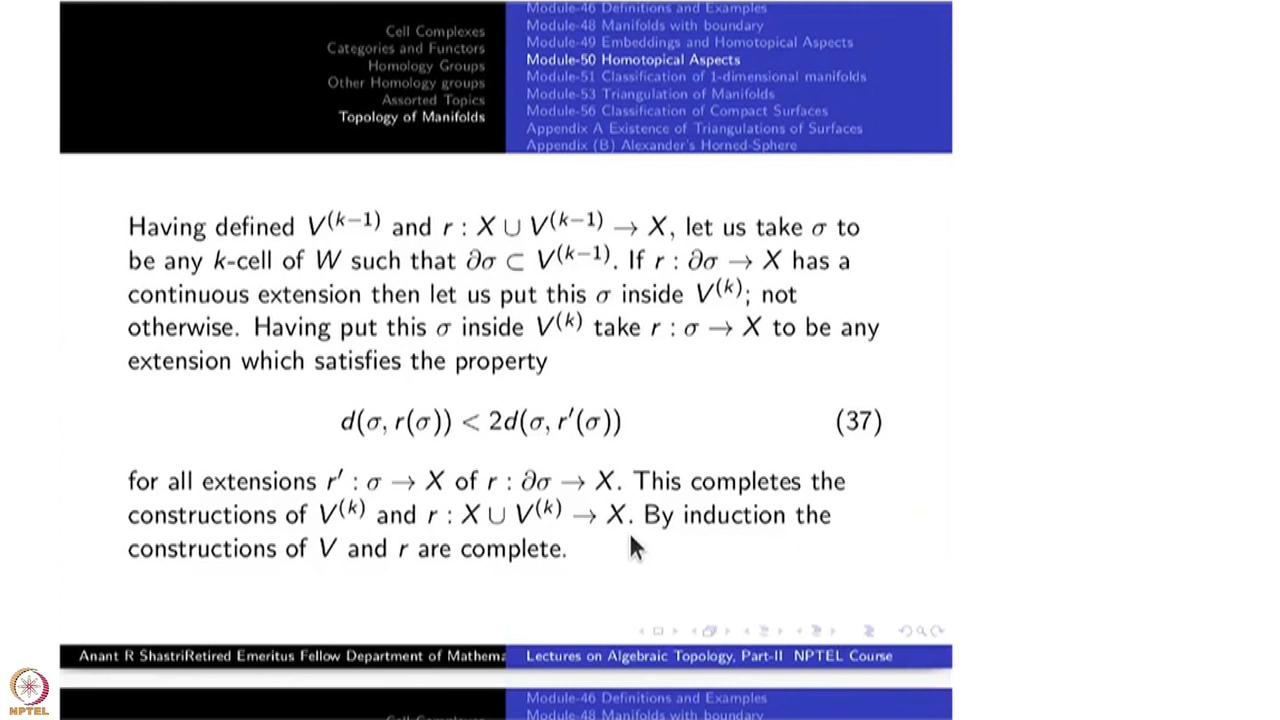 Cell Complexes
Categories and Functors
Homology Groups
Other Homology groups
Assorted Topics
Topology of Manifolds
Module-46 Definitions and Examples
Module-48 Manifolds with boundary
Module-49 Embeddings and Homotopical Aspects
Module-50 Homotopical Aspects
Module-51 Classification of 1-dimensional manifolds
Module-53 Triangulation of Manifolds
Module-56 Classification of Compact Surfaces
Appendix A Existence of Triangulations of Surfaces
Appendix (B) Alexander's Horned-Sphere
Having defined V^(k−1) and r : X ∪ V^(k−1) → X, let us take σ to
be any k-cell of W such that ∂σ ⊂ V^(k−1). If r : ∂σ → X has a
continuous extension then let us put this σ inside V^(k); not
otherwise. Having put this σ inside V^(k) take r : σ → X to be any
extension which satisfies the property
d(σ, r(σ)) < 2d(σ, r′(σ)) (37)
for all extensions r′ : σ → X of r : ∂σ → X. This completes the
constructions of V^(k) and r : X ∪ V^(k) → X. By induction the
constructions of V and r are complete.
Anant R ShastriRetired Emeritus Fellow Department of Mathema
Lectures on Algebraic Topology, Part-II NPTEL Course
NPTEL
Cell Complexes
Module-46 Definitions and Examples
Module-48 Manifolds with boundary